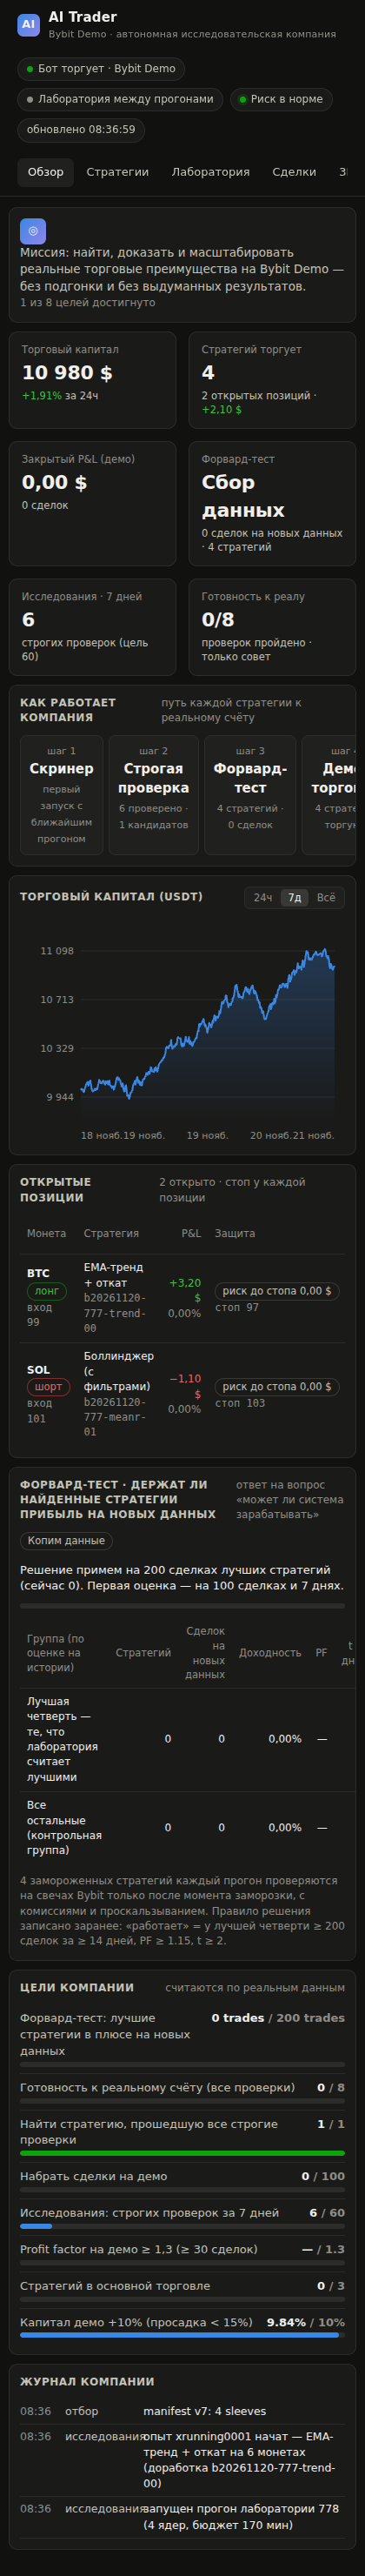 AI
AI Trader
Bybit Demo · автономная исследовательская компания
Бот торгует · Bybit Demo
Лаборатория между прогонами
Риск в норме
обновлено 08:36:59
Обзор
Стратегии
Лаборатория
Сделки
Миссия: найти, доказать и масштабировать
реальные торговые преимущества на Bybit Demo —
без подгонки и без выдуманных результатов.
1 из 8 целей достигнуто
Торговый капитал
10 980 $
+1,91% за 24ч
Стратегий торгует
4
2 открытых позиций ·
+2,10 $
Закрытый P&L (демо)
0,00 $
0 сделок
Форвард-тест
Сбор
данных
0 сделок на новых данных
· 4 стратегий
Исследования · 7 дней
6
строгих проверок (цель
60)
Готовность к реалу
0/8
проверок пройдено ·
только совет
КАК РАБОТАЕТ
КОМПАНИЯ
путь каждой стратегии к
реальному счёту
шаг 1
Скринер
первый
запуск с
ближайшим
прогоном
шаг 2
Строгая
проверка
6 проверено ·
1 кандидатов
шаг 3
Форвард-
тест
4 стратегий ·
0 сделок
шаг
ТОРГОВЫЙ КАПИТАЛ (USDT)
24ч
7д
Всё
11 098
10 713
10 329
9 944
18 нояб.
19 нояб.
19 нояб.
20 нояб.
21 нояб.
ОТКРЫТЫЕ
ПОЗИЦИИ
2 открыто · стоп у каждой
позиции
Монета
Стратегия
P&L
Защита
BTC
лонг
вход
99
EMA-тренд
+ откат
b20261120-
777-trend-
00
+3,20
$
0,00%
риск до стопа 0,00 $
стоп 97
SOL
шорт
вход
101
Боллинджер
(с
фильтрами)
b20261120-
777-meanr-
01
−1,10
$
0,00%
риск до стопа 0,00 $
стоп 103
ФОРВАРД-ТЕСТ · ДЕРЖАТ ЛИ
НАЙДЕННЫЕ СТРАТЕГИИ
ПРИБЫЛЬ НА НОВЫХ ДАННЫХ
ответ на вопрос
«может ли система
зарабатывать»
Копим данные
Решение примем на 200 сделках лучших стратегий
(сейчас 0). Первая оценка — на 100 сделках и 7 днях.
Группа (по
оценке на
истории)
Стратегий
Сделок
на
новых
данных
Доходность
PF
t
Лучшая
четверть —
те, что
лаборатория
считает
лучшими
0
0
0,00%
—
Все
остальные
(контрольная
группа)
0
0
0,00%
—
4 замороженных стратегий каждый прогон проверяются
на свечах Bybit только после момента заморозки, с
комиссиями и проскальзыванием. Правило решения
записано заранее: «работает» = у лучшей четверти ≥ 200
сделок за ≥ 14 дней, PF ≥ 1.15, t ≥ 2.
ЦЕЛИ КОМПАНИИ
считаются по реальным данным
Форвард-тест: лучшие
стратегии в плюсе на новых
данных
0 trades / 200 trades
Готовность к реальному счёту (все проверки)
0 / 8
Найти стратегию, прошедшую все строгие
проверки
1 / 1
Набрать сделки на демо
0 / 100
Исследования: строгих проверок за 7 дней
6 / 60
Profit factor на демо ≥ 1,3 (≥ 30 сделок)
— / 1.3
Стратегий в основной торговле
0 / 3
Капитал демо +10% (просадка < 15%)
9.84% / 10%
ЖУРНАЛ КОМПАНИИ
08:36 отбор manifest v7: 4 sleeves
08:36 исследования опыт xrunning0001 начат — EMA-
тренд + откат на 6 монетах
(доработка b20261120-777-trend-
00)
08:36 исследования запущен прогон лаборатории 778
(4 ядер, бюджет 170 мин)